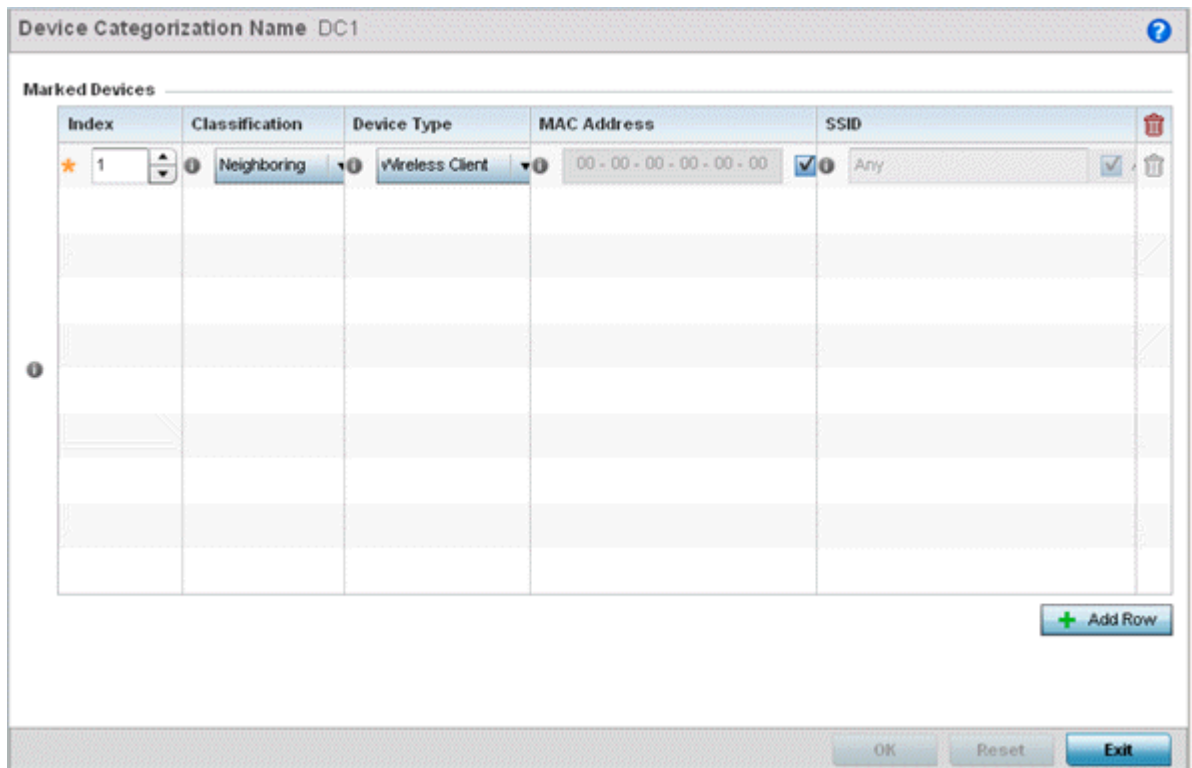 Device Categorization Name DC1
Marked Devices
Index Classification Device Type MAC Address SSID
1 Neighboring Wireless Client 00 - 00 - 00 - 00 - 00 - 00 Any
Add Row
OK Reset Exit